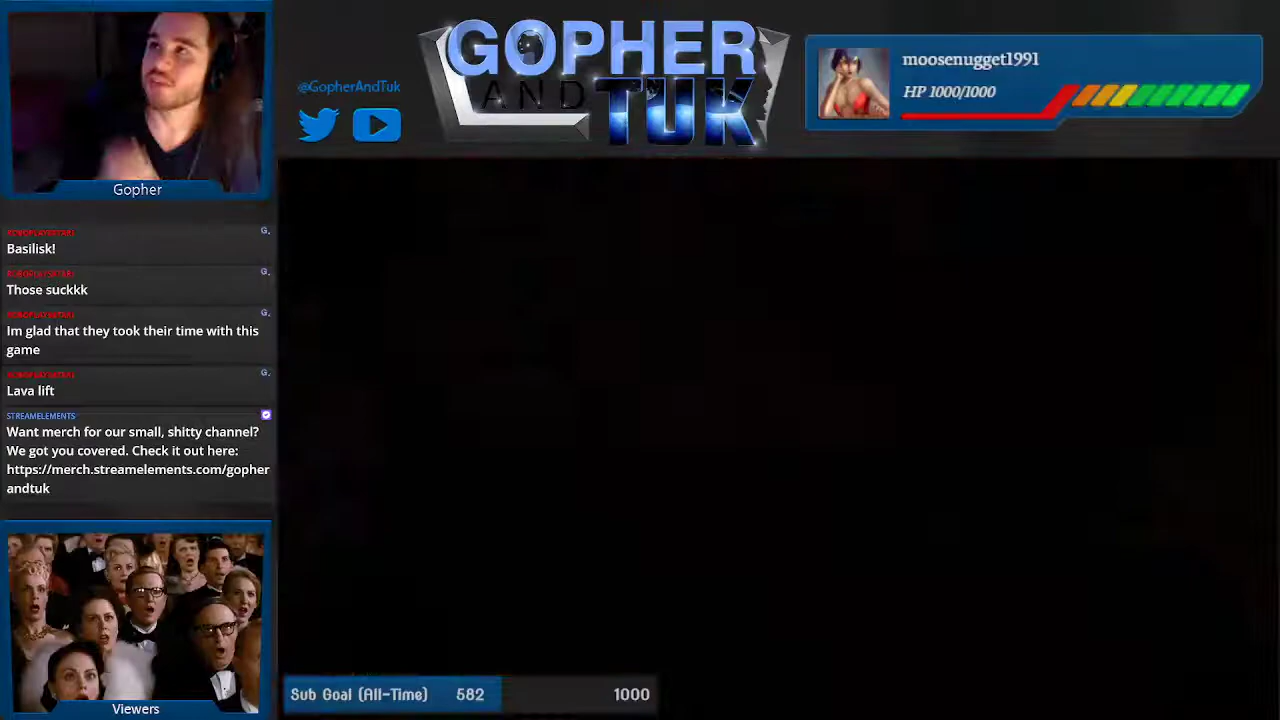 GOPHER
AND
TUK
@GopherAndTuk
moosenugget1991
HP 1000/1000
Gopher
Basilisk!
Those suckkk
Im glad that they took their time with this
game
Lava lift
STREAMELEMENTS
Want merch for our small, shitty channel?
We got you covered. Check it out here:
https://merch.streamelements.com/gopher
andtuk
Viewers
Sub Goal (All-Time) 582 1000